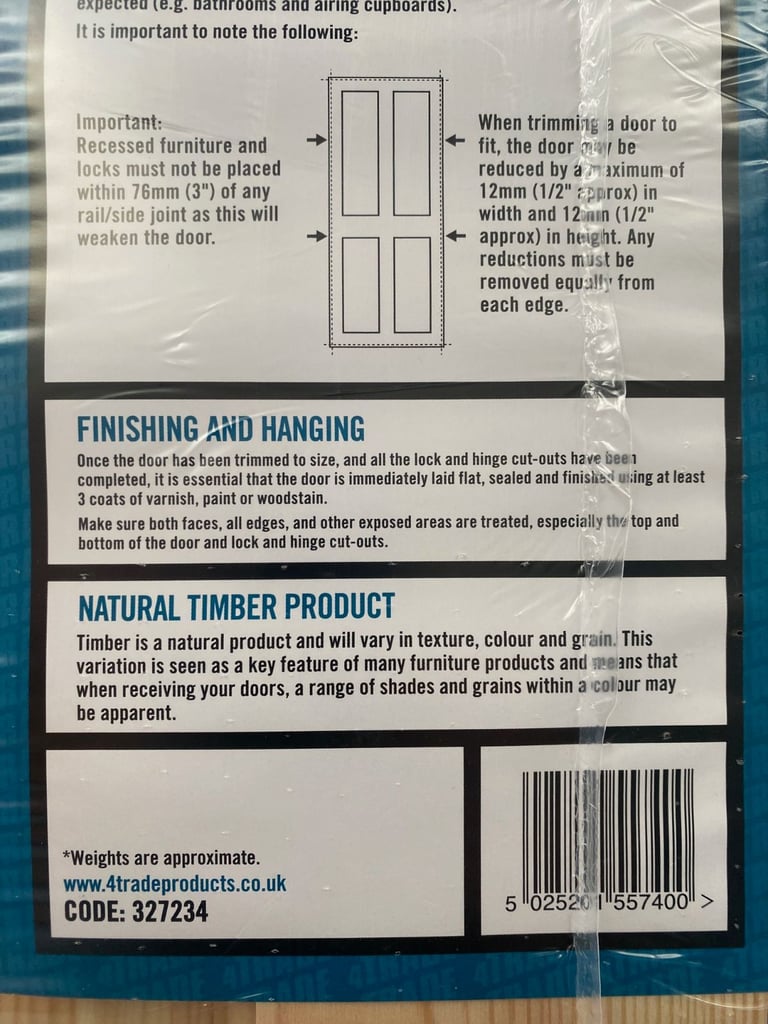 expected (e.g. bathrooms and airing cupboards).
It is important to note the following:
Important:
Recessed furniture and
locks must not be placed
within 76mm (3") of any
rail/side joint as this will
weaken the door.
When trimming a door to
fit, the door may be
reduced by a maximum of
12mm (1/2" approx) in
width and 12mm (1/2"
approx) in height. Any
reductions must be
removed equally from
each edge.
FINISHING AND HANGING
Once the door has been trimmed to size, and all the lock and hinge cut-outs have been
completed, it is essential that the door is immediately laid flat, sealed and finished using at least
3 coats of varnish, paint or woodstain.
Make sure both faces, all edges, and other exposed areas are treated, especially the top and
bottom of the door and lock and hinge cut-outs.
NATURAL TIMBER PRODUCT
Timber is a natural product and will vary in texture, colour and grain. This
variation is seen as a key feature of many furniture products and means that
when receiving your doors, a range of shades and grains within a colour may
be apparent.
*Weights are approximate.
www.4tradeproducts.co.uk
CODE: 327234
5 025201 557400 >